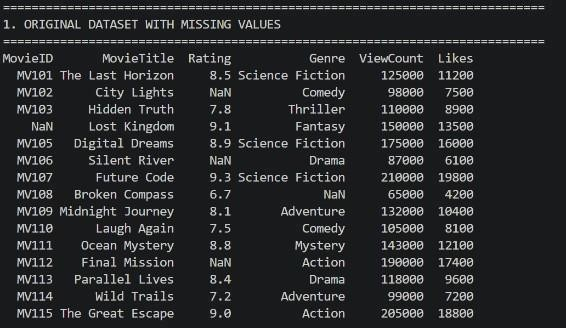 ================================================================================
1. ORIGINAL DATASET WITH MISSING VALUES
================================================================================
MovieID       MovieTitle  Rating           Genre  ViewCount  Likes
  MV101 The Last Horizon     8.5 Science Fiction     125000  11200
  MV102      City Lights     NaN          Comedy      98000   7500
  MV103     Hidden Truth     7.8        Thriller     110000   8900
    NaN     Lost Kingdom     9.1         Fantasy     150000  13500
  MV105   Digital Dreams     8.9 Science Fiction     175000  16000
  MV106     Silent River     NaN           Drama      87000   6100
  MV107      Future Code     9.3 Science Fiction     210000  19800
  MV108   Broken Compass     6.7             NaN      65000   4200
  MV109 Midnight Journey     8.1       Adventure     132000  10400
  MV110      Laugh Again     7.5          Comedy     105000   8100
  MV111    Ocean Mystery     8.8         Mystery     143000  12100
  MV112    Final Mission     NaN          Action     190000  17400
  MV113   Parallel Lives     8.4           Drama     118000   9600
  MV114      Wild Trails     7.2       Adventure      99000   7200
  MV115 The Great Escape     9.0          Action     205000  18800